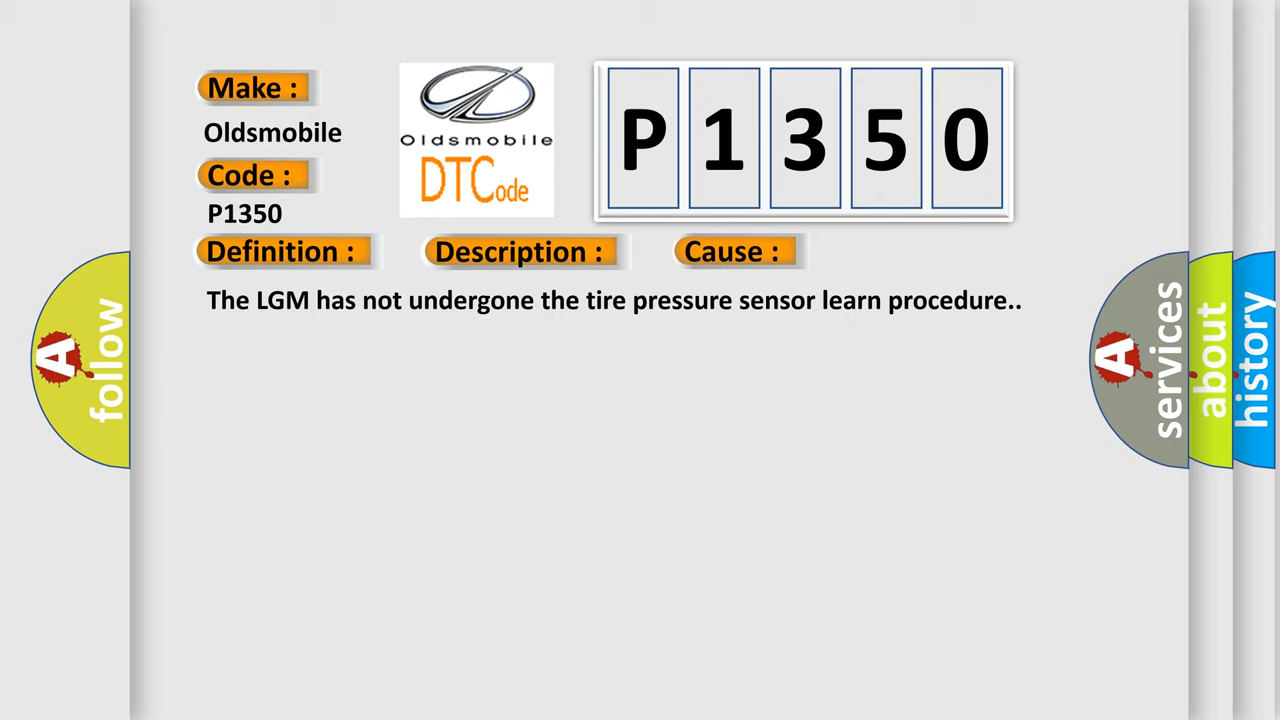 Make :
Oldsmobile
Code :
P1350
Oldsmobile
DTCode
P 1 3 5 0
Definition :
Description :
Cause :
The LGM has not undergone the tire pressure sensor learn procedure..
A follow
A services
about
history